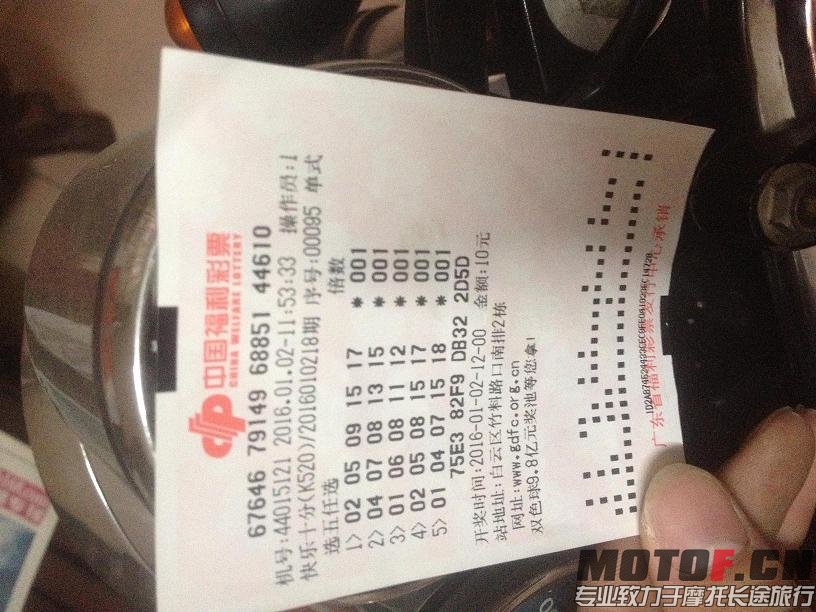 中国福利彩票
CHINA WELFARE LOTTERY
67646 79149 68851 44610
机号:44015121 2016.01.02-11:53:33 操作员:1
快乐十分(K520)/2016010218期 序号:00095 单式
选五任选 倍数
1> 02 05 09 15 17 * 001
2> 04 07 08 13 15 * 001
3> 01 06 08 11 12 * 001
4> 02 05 08 15 17 * 001
5> 01 04 07 15 18 * 001
75E3 82F9 DB32 2D5D
开奖时间:2016-01-02-12-00 金额:10元
站地址:白云区竹料路口南排2栋
网址:www.gdfc.org.cn
双色球9.8亿元奖池等您拿!
广东省福利彩票发行中心承销
MOTOF.CN
专业致力于摩托长途旅行